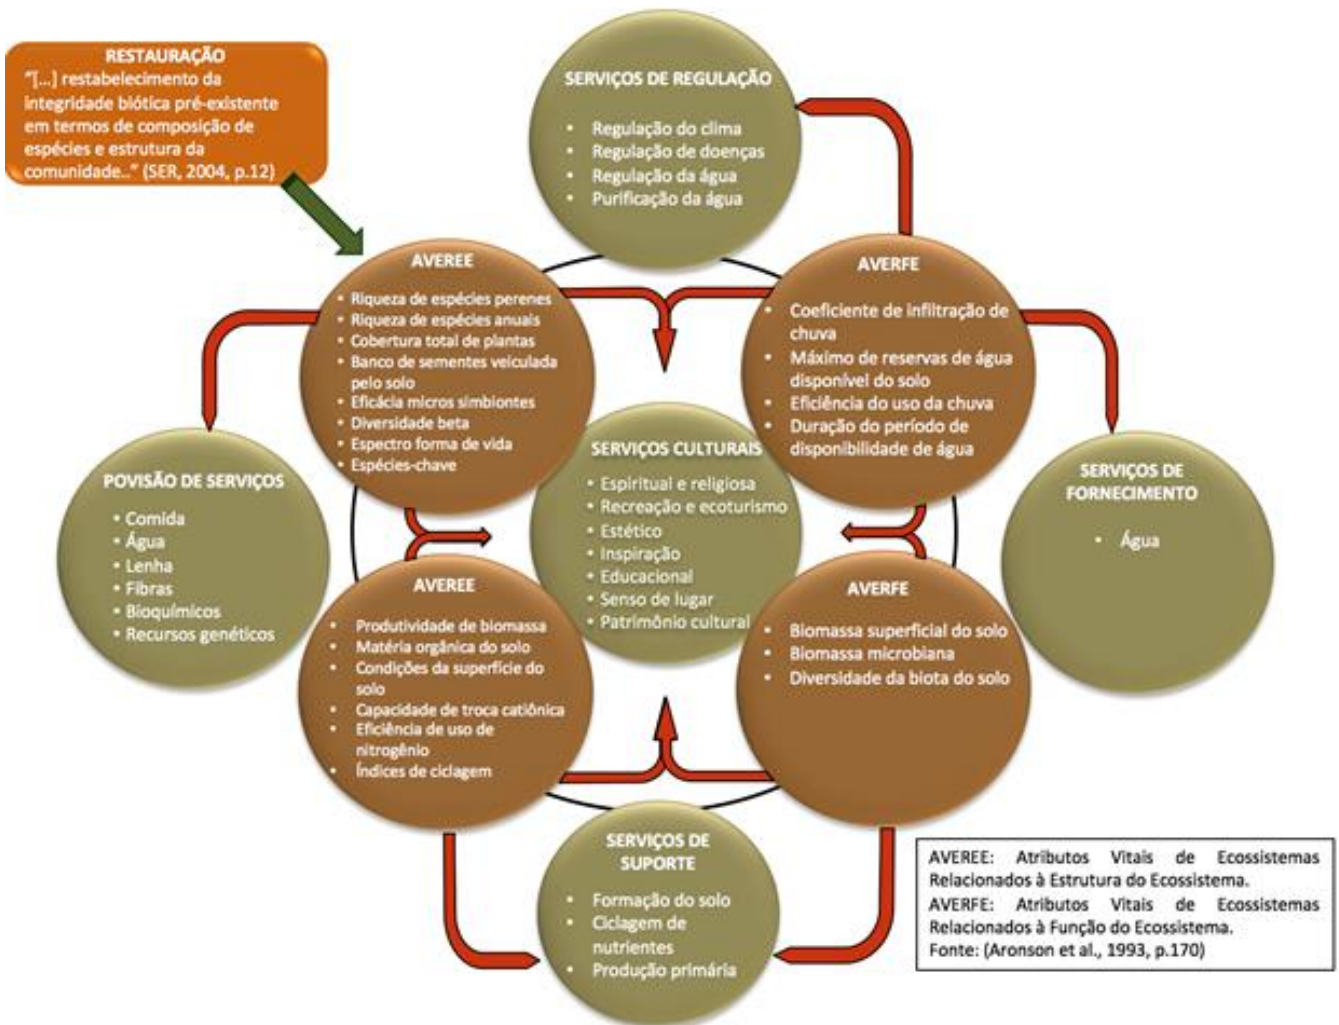 RESTAURAÇÃO
"[...] restabelecimento da
integridade biótica pré-existente
em termos de composição de
espécies e estrutura da
comunidade.." (SER, 2004, p.12)
SERVIÇOS DE REGULAÇÃO
• Regulação do clima
• Regulação de doenças
• Regulação da água
• Purificação da água
AVEREE
• Riqueza de espécies perenes
• Riqueza de espécies anuais
• Cobertura total de plantas
• Banco de sementes veiculada
pelo solo
• Eficácia micros simbiontes
• Diversidade beta
• Espectro forma de vida
• Espécies-chave
AVERFE
• Coeficiente de infiltração de
chuva
• Máximo de reservas de água
disponível do solo
• Eficiência do uso da chuva
• Duração do período de
disponibilidade de água
POVISÃO DE SERVIÇOS
• Comida
• Água
• Lenha
• Fibras
• Bioquímicos
• Recursos genéticos
SERVIÇOS CULTURAIS
• Espiritual e religiosa
• Recreação e ecoturismo
• Estético
• Inspiração
• Educacional
• Senso de lugar
• Patrimônio cultural
SERVIÇOS DE
FORNECIMENTO
• Água
AVEREE
• Produtividade de biomassa
• Matéria orgânica do solo
• Condições da superfície do
solo
• Capacidade de troca catiônica
• Eficiência de uso de
nitrogênio
• Índices de ciclagem
AVERFE
• Biomassa superficial do solo
• Biomassa microbiana
• Diversidade da biota do solo
SERVIÇOS DE
SUPORTE
• Formação do solo
• Ciclagem de
nutrientes
• Produção primária
AVEREE: Atributos Vitais de Ecossistemas
Relacionados à Estrutura do Ecossistema.
AVERFE: Atributos Vitais de Ecossistemas
Relacionados à Função do Ecossistema.
Fonte: (Aronson et al., 1993, p.170)